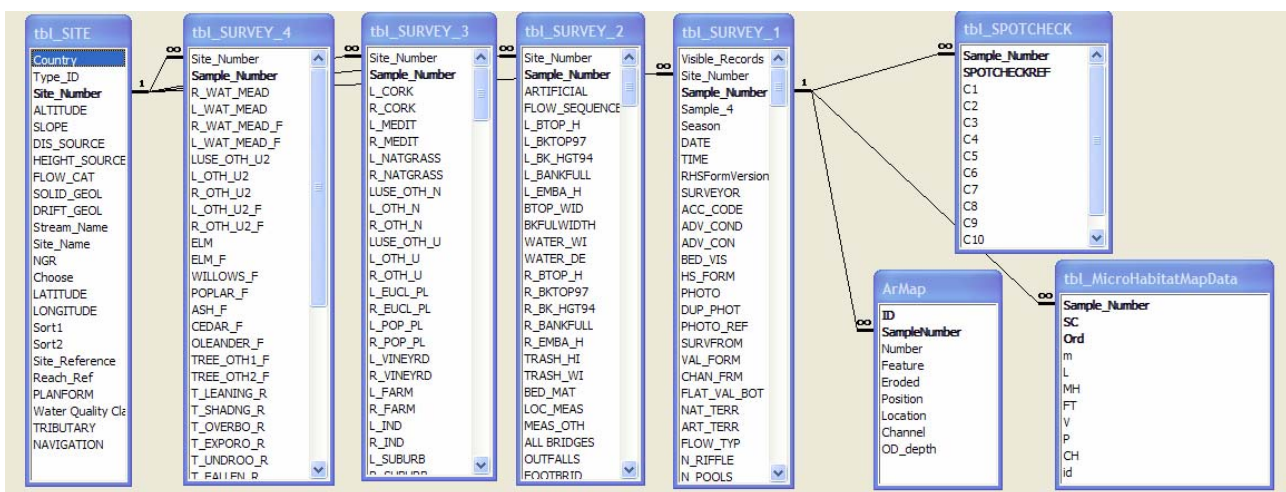 tbl_SITE
Country
Type_ID
Site_Number
ALTITUDE
SLOPE
DIS_SOURCE
HEIGHT_SOURCE
FLOW_CAT
SOLID_GEOL
DRIFT_GEOL
Stream_Name
Site_Name
NGR
Choose
LATITUDE
LONGITUDE
Sort1
Sort2
Site_Reference
Reach_Ref
PLANFORM
Water Quality Cla
TRIBUTARY
NAVIGATION
1
∞
tbl_SURVEY_4
Site_Number
Sample_Number
R_WAT_MEAD
L_WAT_MEAD
R_WAT_MEAD_F
L_WAT_MEAD_F
LUSE_OTH_U2
L_OTH_U2
R_OTH_U2
L_OTH_U2_F
R_OTH_U2_F
ELM
ELM_F
WILLOWS_F
POPLAR_F
ASH_F
CEDAR_F
OLEANDER_F
TREE_OTH1_F
TREE_OTH2_F
T_LEANING_R
T_SHADNG_R
T_OVERBO_R
T_EXPORO_R
T_UNDROO_R
T_FALLEN_R
∞
tbl_SURVEY_3
Site_Number
Sample_Number
L_CORK
R_CORK
L_MEDIT
R_MEDIT
L_NATGRASS
R_NATGRASS
LUSE_OTH_N
L_OTH_N
R_OTH_N
LUSE_OTH_U
L_OTH_U
R_OTH_U
L_EUCL_PL
R_EUCL_PL
L_POP_PL
R_POP_PL
L_VINEYRD
R_VINEYRD
L_FARM
R_FARM
L_IND
R_IND
L_SUBURB
R_SUBURB
∞
tbl_SURVEY_2
Site_Number
Sample_Number
ARTIFICIAL
FLOW_SEQUENCE
L_BTOP_H
L_BKTOP97
L_BK_HGT94
L_BANKFULL
L_EMBA_H
BTOP_WID
BKFULWIDTH
WATER_WI
WATER_DE
R_BTOP_H
R_BKTOP97
R_BK_HGT94
R_BANKFULL
R_EMBA_H
TRASH_HI
TRASH_WI
BED_MAT
LOC_MEAS
MEAS_OTH
ALL BRIDGES
OUTFALLS
FOOTBRID
∞
tbl_SURVEY_1
Visible_Records
Site_Number
Sample_Number
Sample_4
Season
DATE
TIME
RHSFormVersion
SURVEYOR
ACC_CODE
ADV_COND
ADV_CON
BED_VIS
HS_FORM
PHOTO
DUP_PHOT
PHOTO_REF
SURVFROM
VAL_FORM
CHAN_FRM
FLAT_VAL_BOT
NAT_TERR
ART_TERR
FLOW_TYP
N_RIFFLE
N_POOLS
1
∞
tbl_SPOTCHECK
Sample_Number
SPOTCHECKREF
C1
C2
C3
C4
C5
C6
C7
C8
C9
C10
∞
ArMap
ID
SampleNumber
Number
Feature
Eroded
Position
Location
Channel
OD_depth
∞
tbl_MicroHabitatMapData
Sample_Number
SC
Ord
m
L
MH
FT
V
P
CH
id